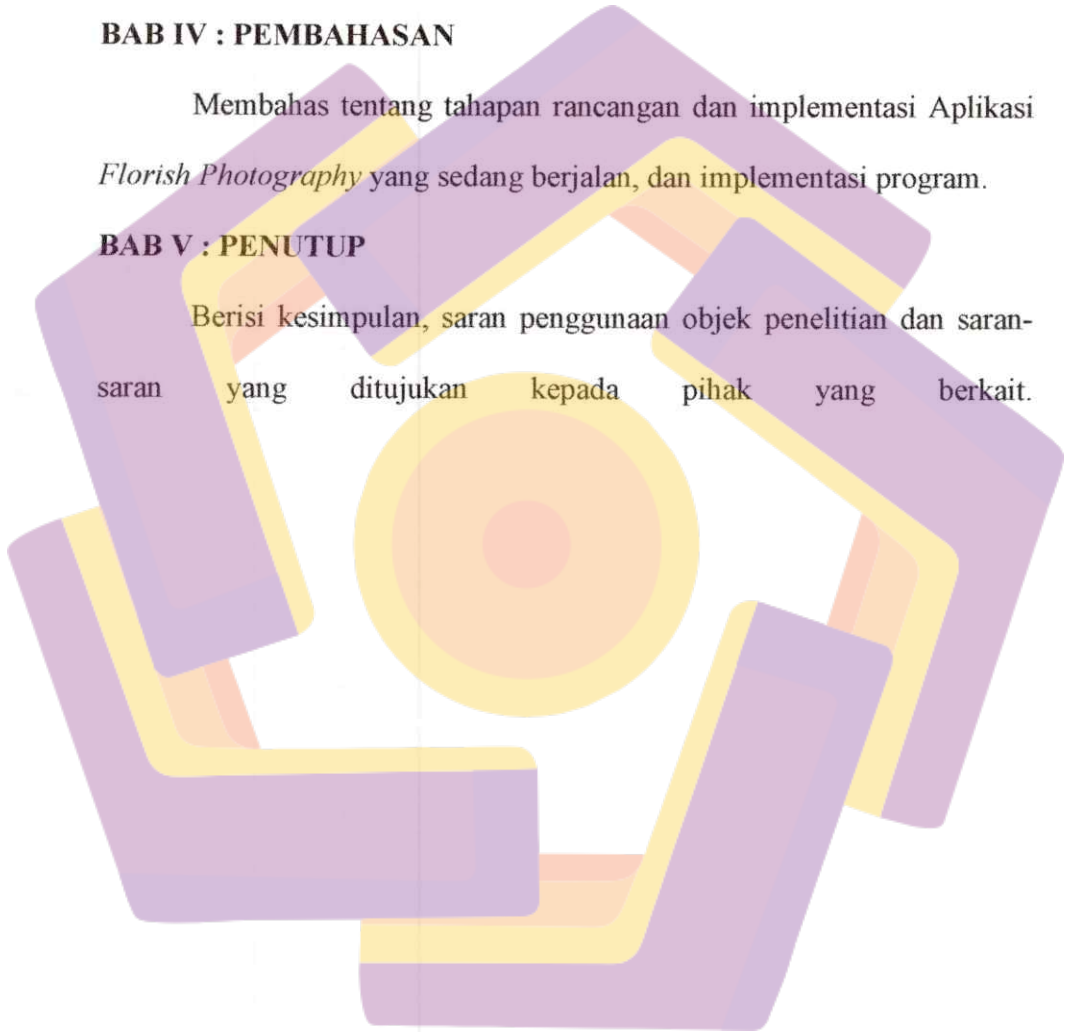 BAB IV : PEMBAHASAN
Membahas tentang tahapan rancangan dan implementasi Aplikasi
Florish Photography yang sedang berjalan, dan implementasi program.
BAB V : PENUTUP
Berisi kesimpulan, saran penggunaan objek penelitian dan saran-
saran yang ditujukan kepada pihak yang berkait.